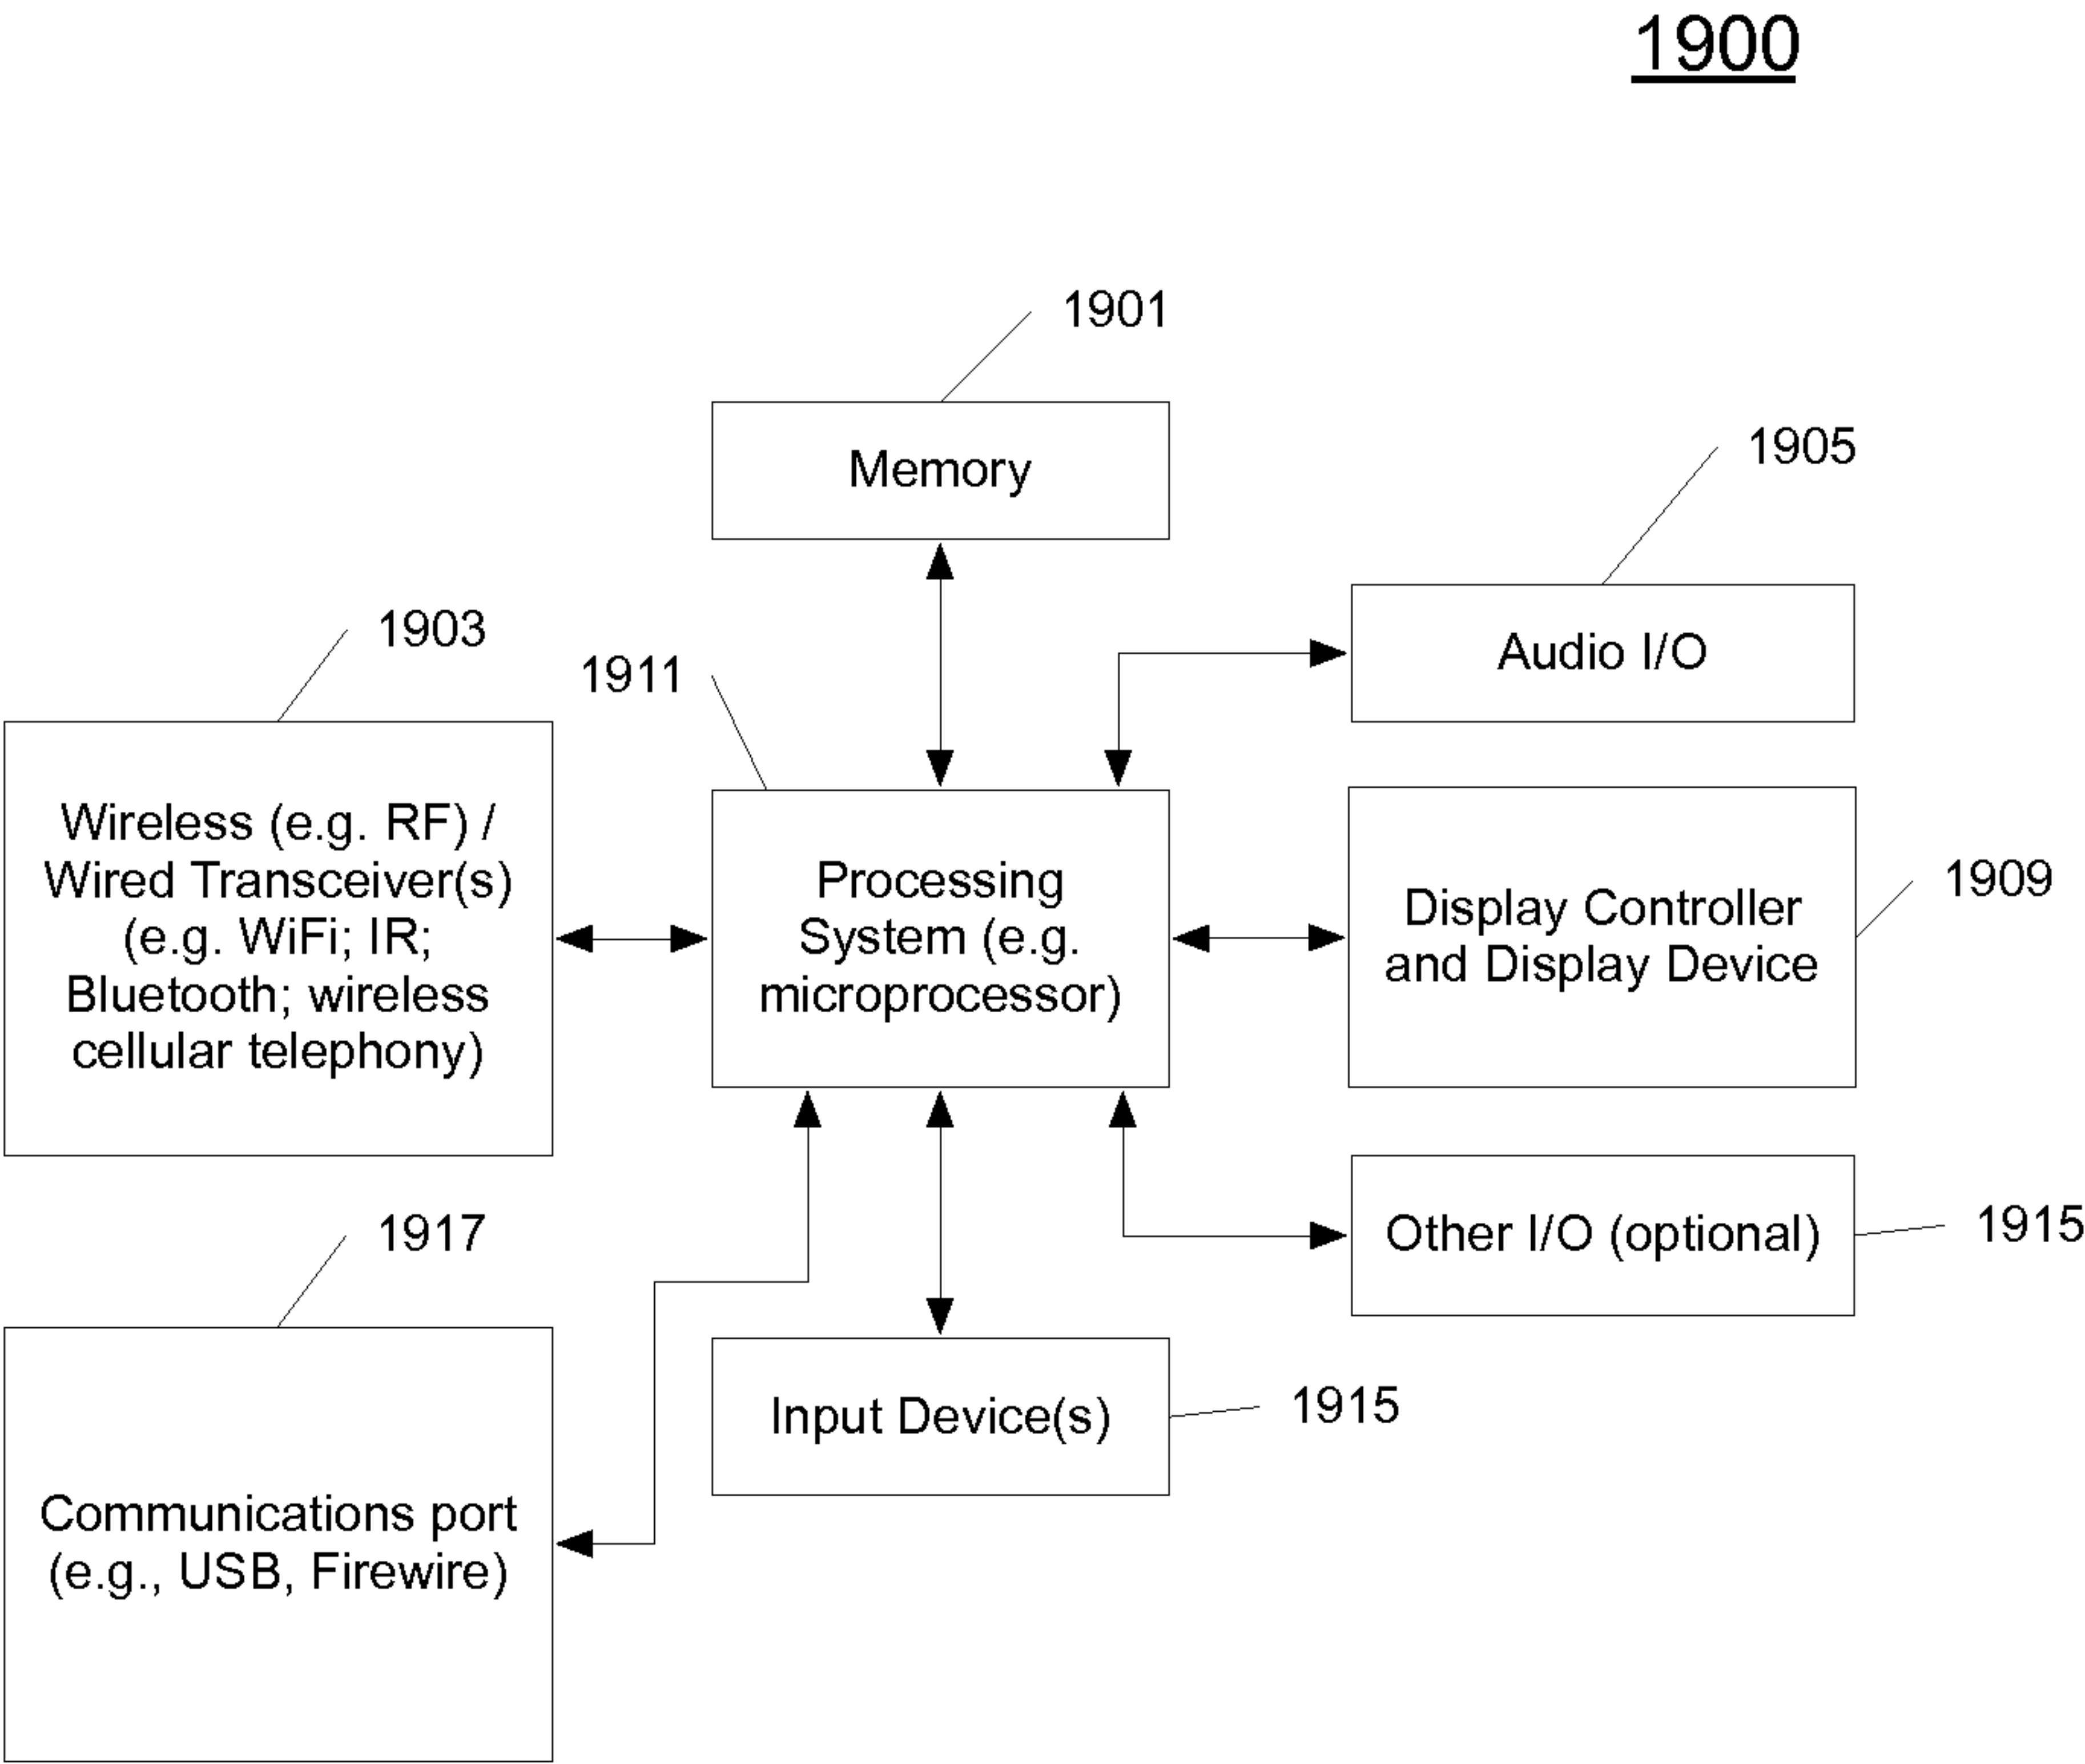 1900
1901
Memory
1905
Audio I/O
1903
1911
Wireless (e.g. RF) /
Wired Transceiver(s)
(e.g. WiFi; IR;
Bluetooth; wireless
cellular telephony)
Processing
System (e.g.
microprocessor)
1909
Display Controller
and Display Device
1917
Other I/O (optional)
1915
Input Device(s)
1915
Communications port
(e.g., USB, Firewire)